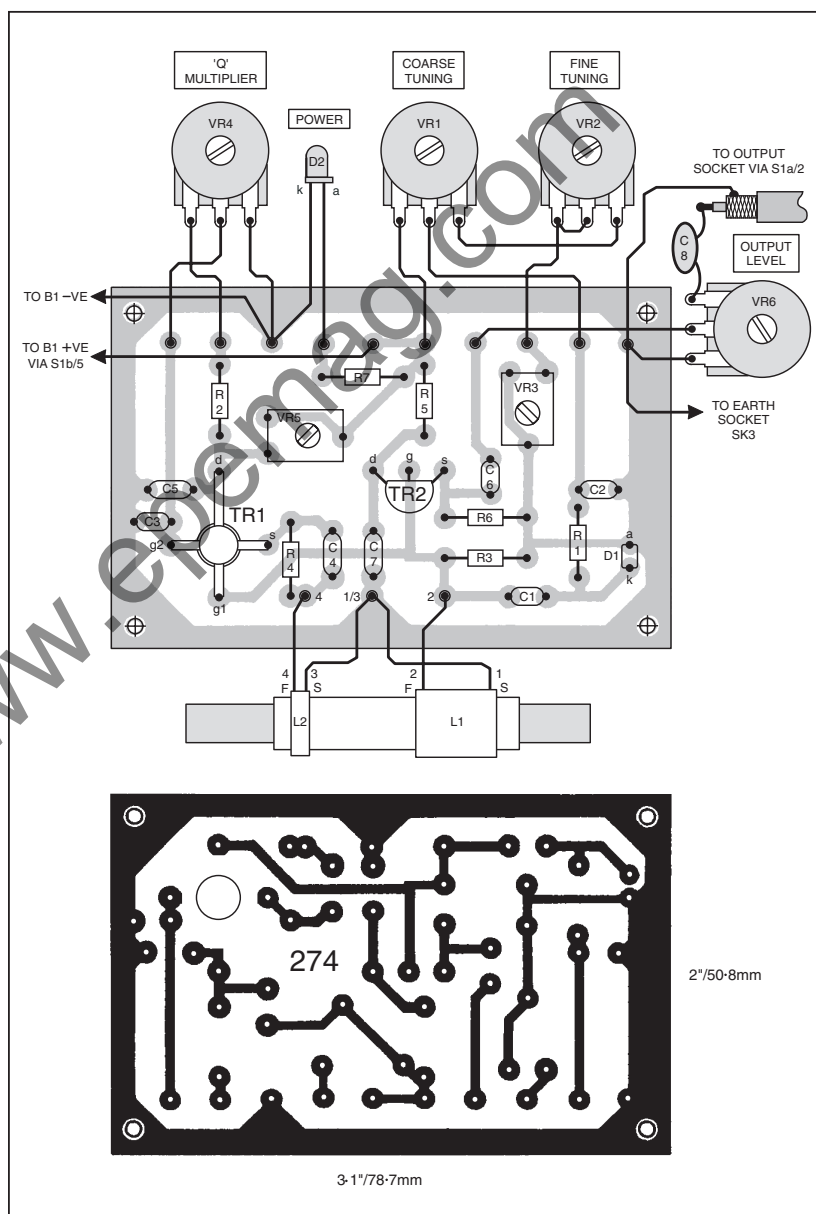 'Q'
MULTIPLIER
COARSE
TUNING
FINE
TUNING
POWER
VR4
D2
k
a
VR1
VR2
TO OUTPUT
SOCKET VIA S1a/2
C
8
OUTPUT
LEVEL
VR6
TO B1 –VE
TO B1 +VE
VIA S1b/5
TO EARTH
SOCKET
SK3
R
2
R7
VR5
R
5
VR3
d
TR1
g2
s
g1
C5
C3
d
g
s
TR2
C
6
R6
R3
C2
R
1
a
D1
k
R
4
C
4
C
7
C1
4
1/3
2
4
3
F
S
L2
2
1
F
S
L1
274
2"/50·8mm
3·1"/78·7mm
www.epemag.com